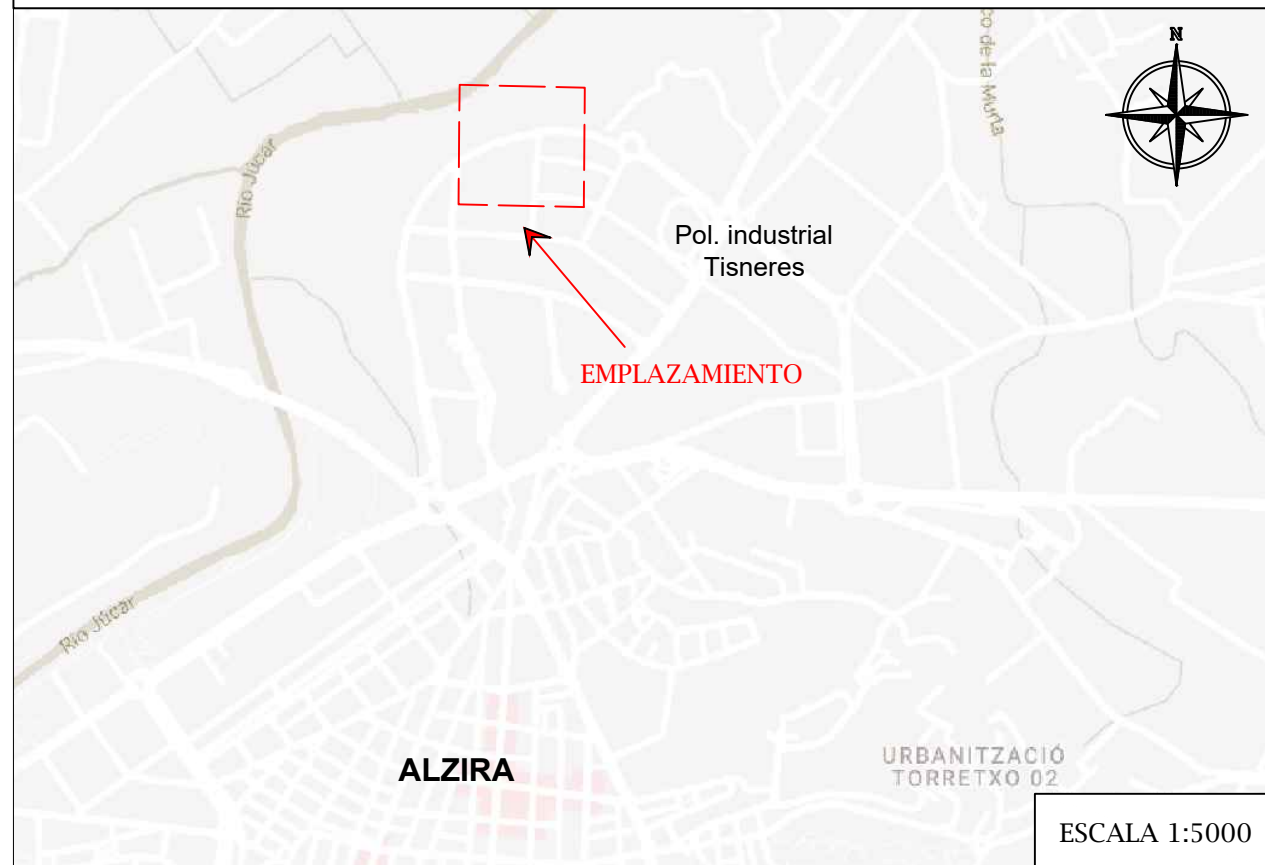 N
co de la Murta
Río Júcar
Pol. industrial
Tisneres
EMPLAZAMIENTO
Río Júcar
ALZIRA
URBANITZACIÓ
TORRETXO 02
ESCALA 1:5000